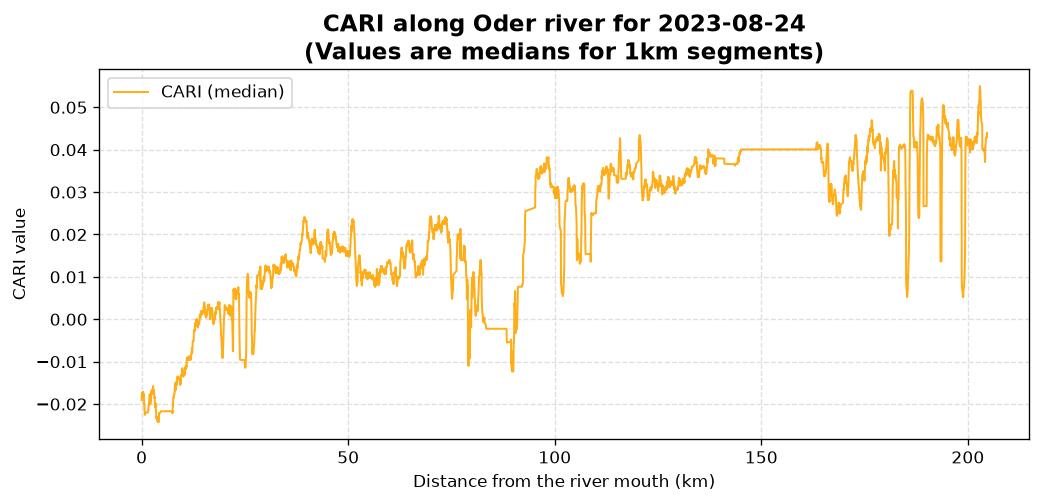 CARI along Oder river for 2023-08-24
(Values are medians for 1km segments)
CARI (median)
CARI value
0.05
0.04
0.03
0.02
0.01
0.00
−0.01
−0.02
0
50
100
150
200
Distance from the river mouth (km)